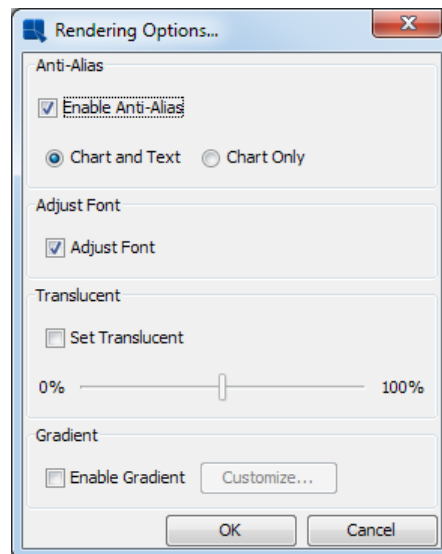 Rendering Options...
Anti-Alias
Enable Anti-Alias
Chart and Text Chart Only
Adjust Font
Adjust Font
Translucent
Set Translucent
0% 100%
Gradient
Enable Gradient Customize...
OK Cancel